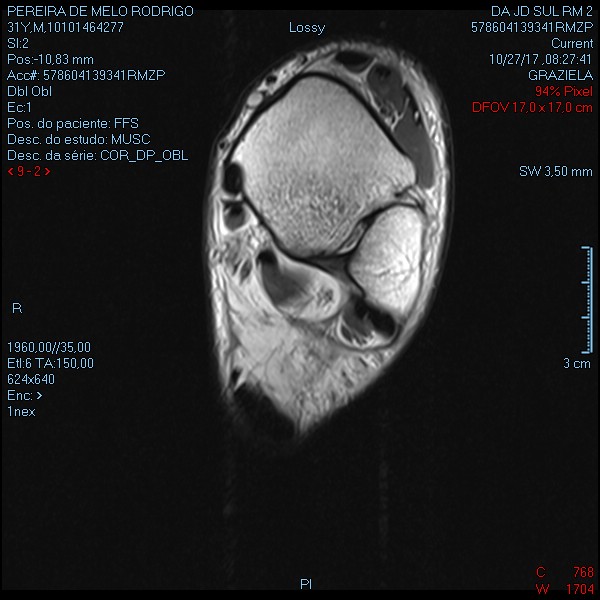 PEREIRA DE MELO RODRIGO
31Y,M,10101464277
Sl:2
Pos:-10,83 mm
Acc#: 578604139341RMZP
Dbl Obl
Ec:1
Pos. do paciente: FFS
Desc. do estudo: MUSC
Desc. da série: COR_DP_OBL
< 9 - 2 >
Lossy
DA JD SUL RM 2
578604139341RMZP
Current
10/27/17 ,08:27:41
GRAZIELA
94% Pixel
DFOV 17,0 x 17,0 cm
SW 3,50 mm
R
3 cm
1960,00//35,00
Etl:6 TA:150,00
624x640
Enc: >
1nex
PI
C 768
W 1704